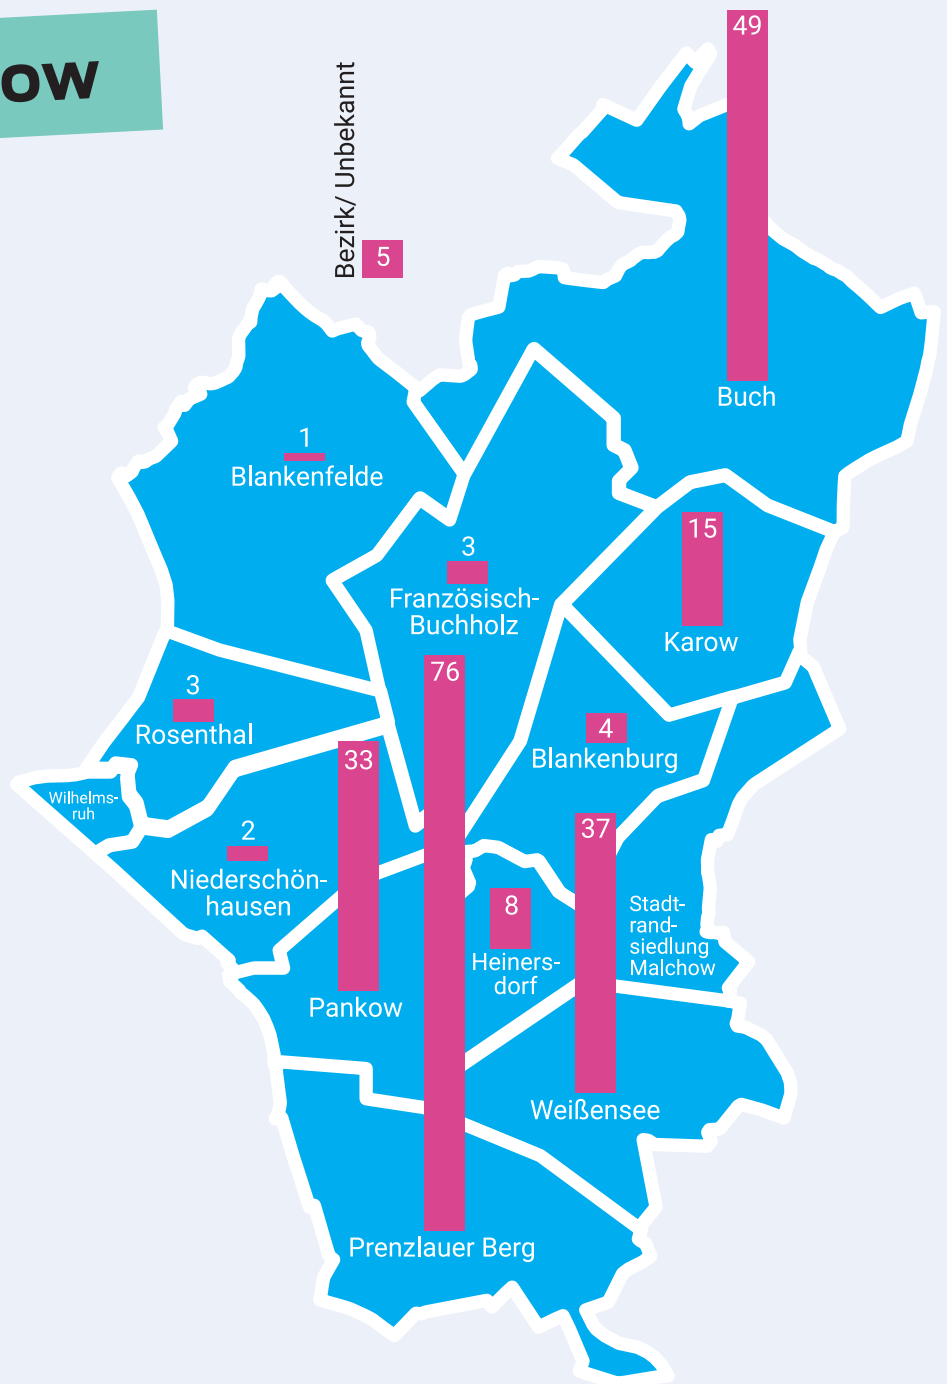 ow
49
Bezirk/ Unbekannt
5
Buch
1
Blankenfelde
15
Karow
3
Französisch-
Buchholz
76
3
Rosenthal
4
Blankenburg
33
Wilhelms-
ruh
2
Niederschön-
hausen
37
8
Heiners-
dorf
Stadt-
rand-
siedlung
Malchow
Pankow
Weißensee
Prenzlauer Berg